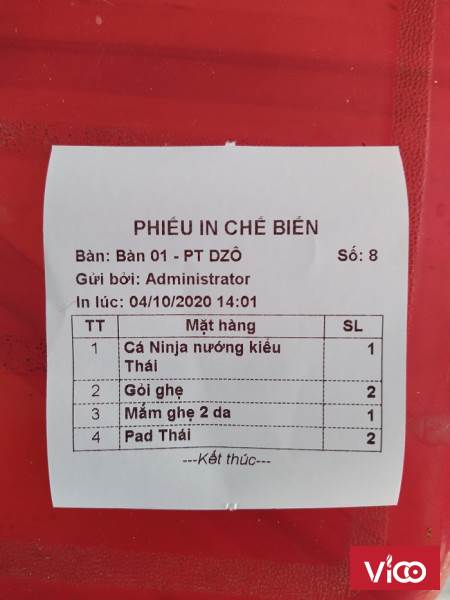 PHIẾU IN CHẾ BIẾN
Bàn: Bàn 01 - PT DZÔ Số: 8
Gửi bởi: Administrator
In lúc: 04/10/2020 14:01
TT Mặt hàng SL
1 Cá Ninja nướng kiểu 1
Thái
2 Gỏi ghẹ 2
3 Mắm ghẹ 2 da 1
4 Pad Thái 2
---Kết thúc---
Vico